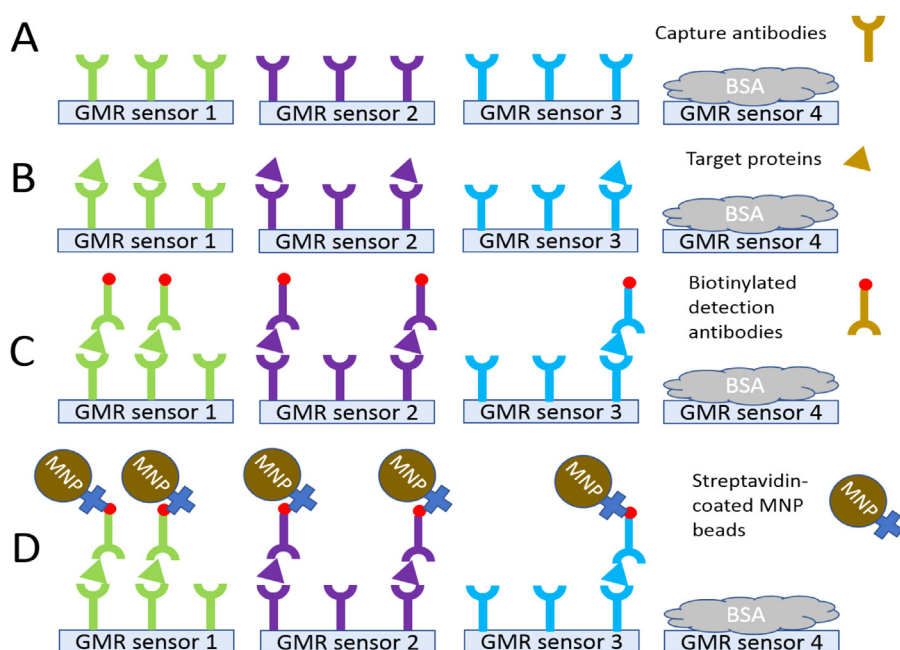 A
Capture antibodies
BSA
GMR sensor 1
GMR sensor 2
GMR sensor 3
GMR sensor 4
B
Target proteins
BSA
GMR sensor 1
GMR sensor 2
GMR sensor 3
GMR sensor 4
C
Biotinylated
detection
antibodies
BSA
GMR sensor 1
GMR sensor 2
GMR sensor 3
GMR sensor 4
D
MNP
MNP
MNP
MNP
MNP
Streptavidin-
coated MNP
beads
MNP
BSA
GMR sensor 1
GMR sensor 2
GMR sensor 3
GMR sensor 4